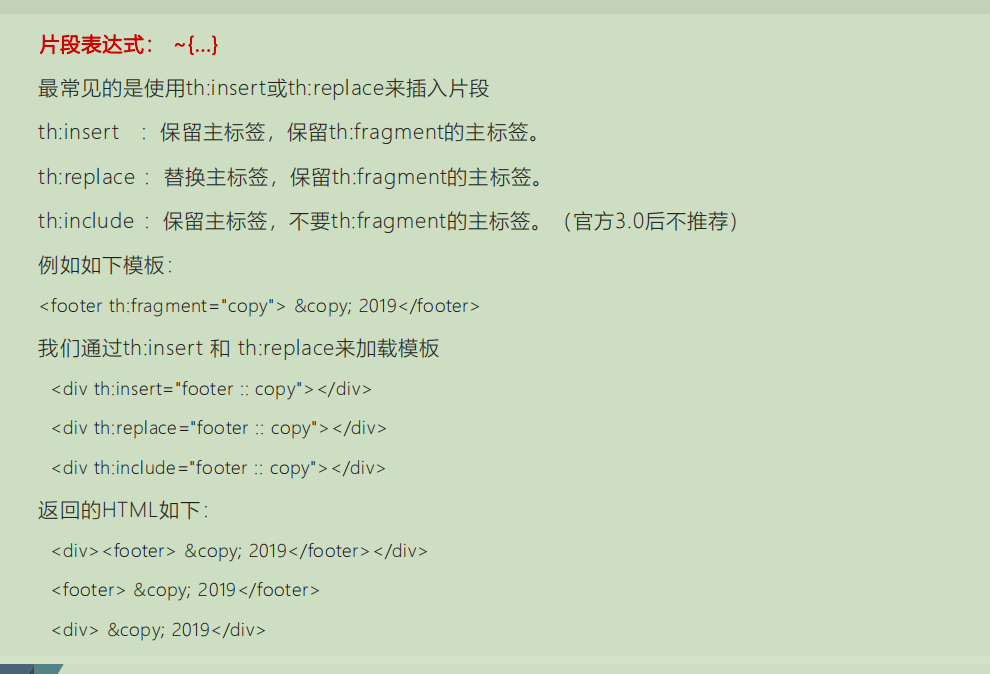 片段表达式： ~{...}
最常见的是使用th:insert或th:replace来插入片段
th:insert ：保留主标签，保留th:fragment的主标签。
th:replace ：替换主标签，保留th:fragment的主标签。
th:include ：保留主标签，不要th:fragment的主标签。（官方3.0后不推荐）
例如如下模板：
<footer th:fragment="copy"> &copy; 2019</footer>
我们通过th:insert 和 th:replace来加载模板
<div th:insert="footer :: copy"></div>
<div th:replace="footer :: copy"></div>
<div th:include="footer :: copy"></div>
返回的HTML如下：
<div><footer> &copy; 2019</footer></div>
<footer> &copy; 2019</footer>
<div> &copy; 2019</div>